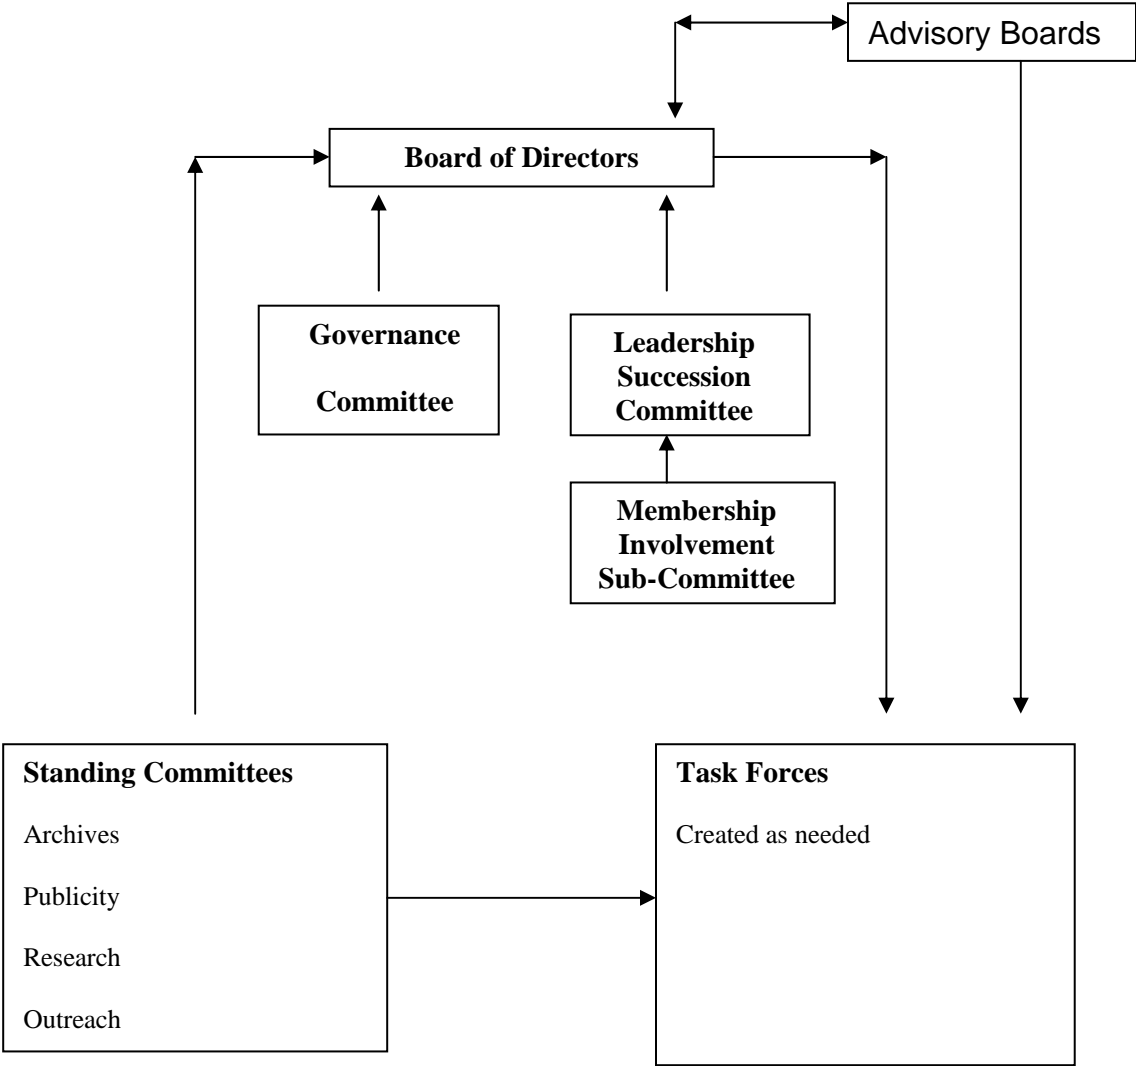 Advisory Boards
Board of Directors
Governance
Committee
Leadership
Succession
Committee
Membership
Involvement
Sub-Committee
Standing Committees
Archives
Publicity
Research
Outreach
Task Forces
Created as needed